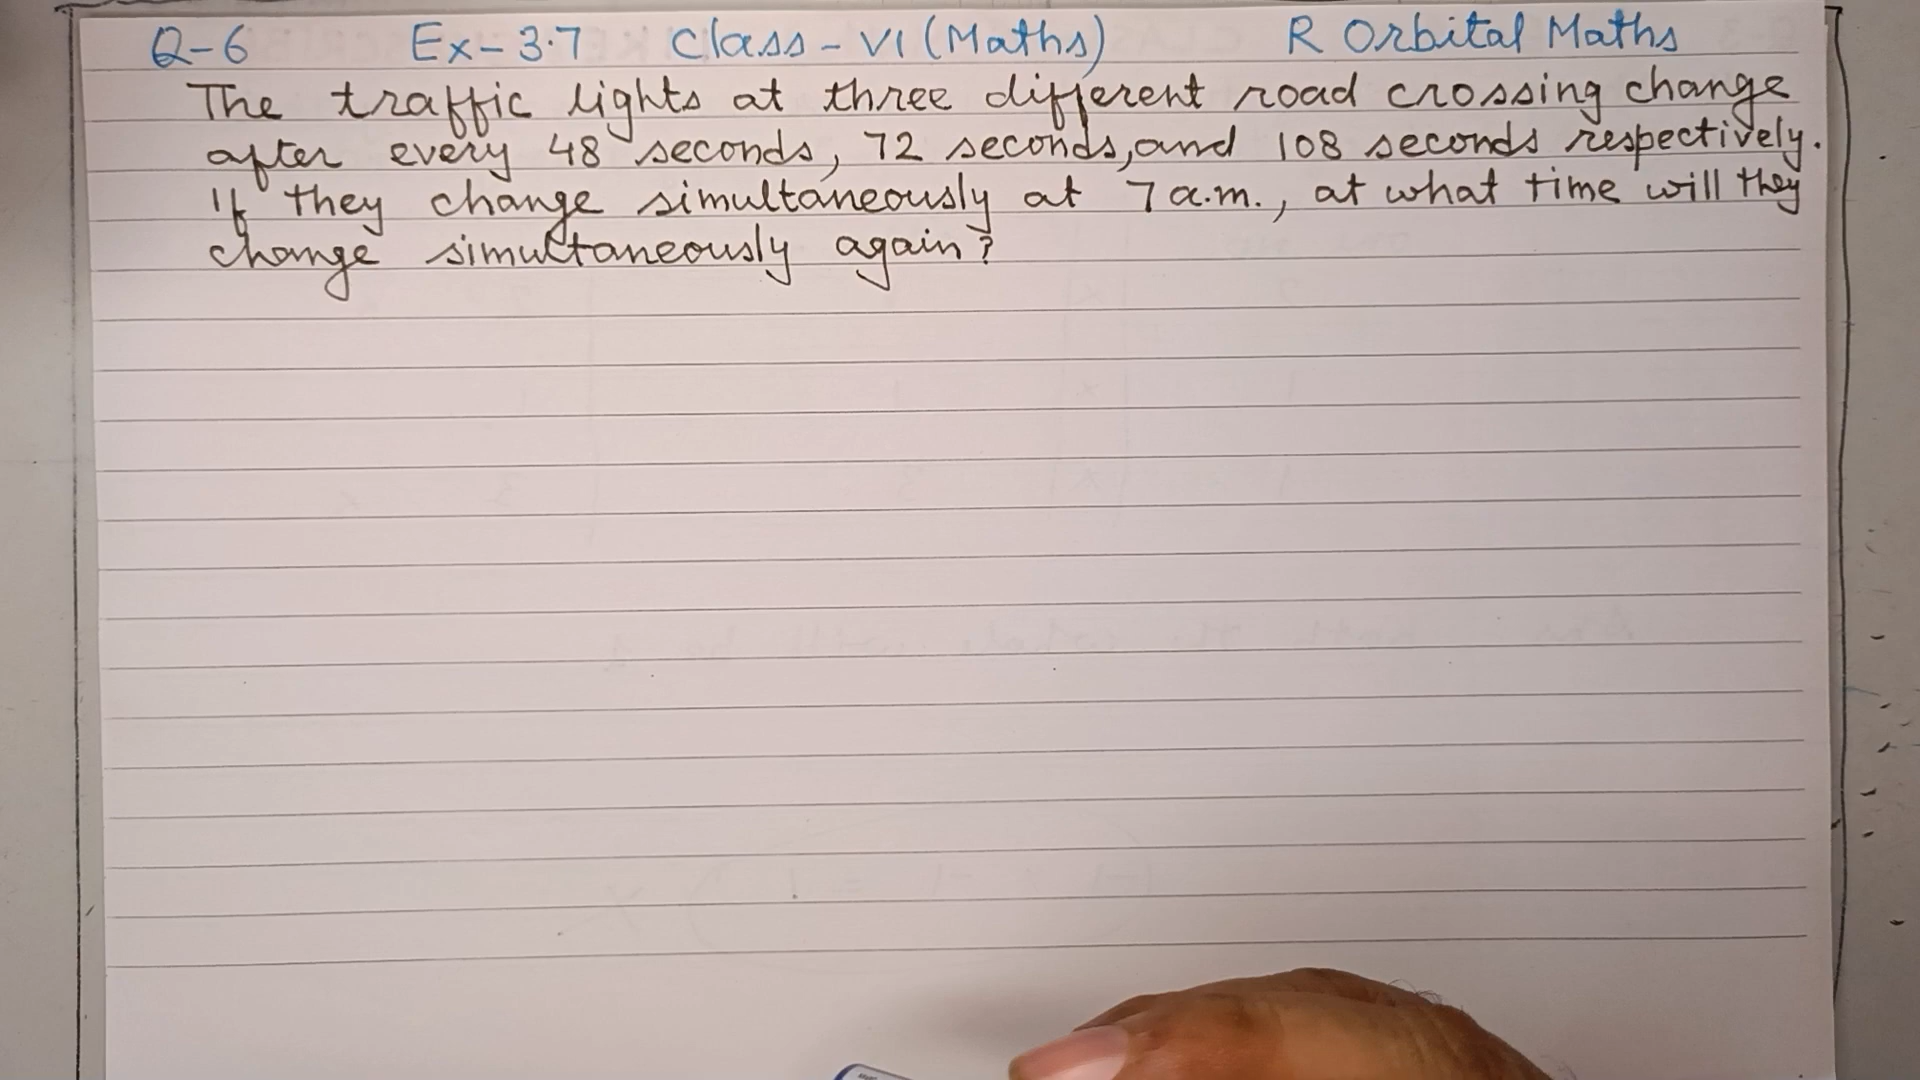 Q-6 Ex-3.7 Class-VI (Maths) R Orbital Maths
The traffic lights at three different road crossing change
after every 48 seconds, 72 seconds, and 108 seconds respectively.
If they change simultaneously at 7 a.m., at what time will they
change simultaneously again?